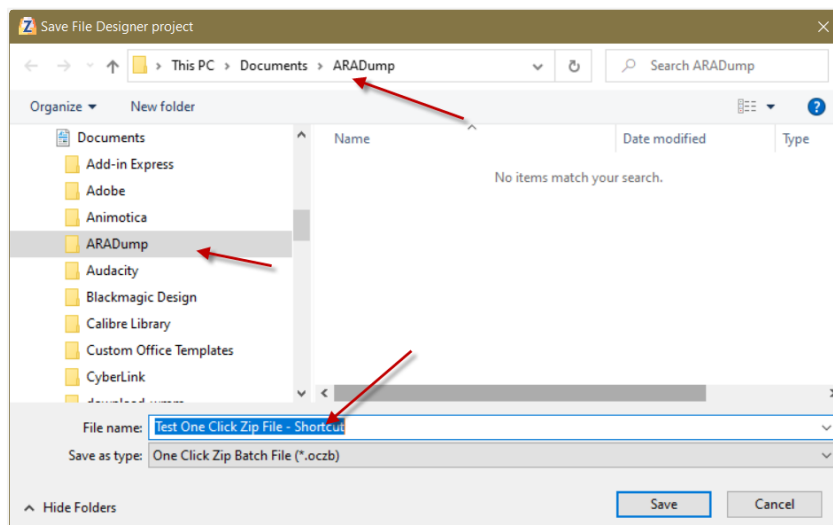 Save File Designer project
This PC > Documents > ARADump
Search ARADump
Organize
New folder
Documents
Add-in Express
Adobe
Animotica
ARADump
Audacity
Blackmagic Design
Calibre Library
Custom Office Templates
CyberLink
Name
Date modified
Type
No items match your search.
File name: Test One Click Zip File - Shortcut
Save as type: One Click Zip Batch File (*.oczb)
Hide Folders
Save
Cancel